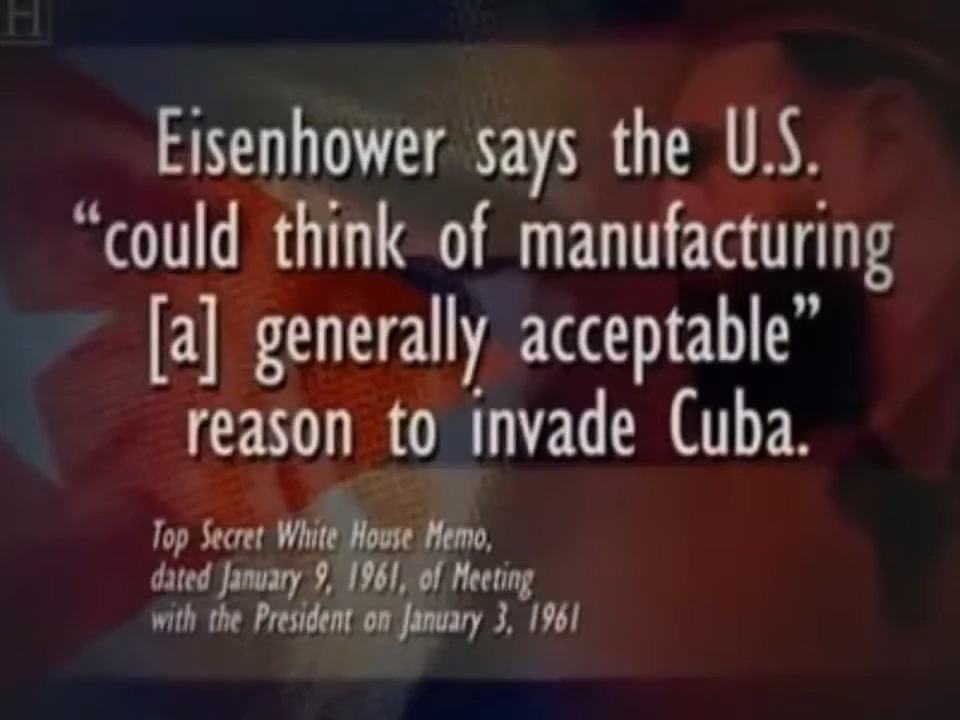 H
Eisenhower says the U.S.
“could think of manufacturing
[a] generally acceptable”
reason to invade Cuba.
Top Secret White House Memo,
dated January 9, 1961, of Meeting
with the President on January 3, 1961